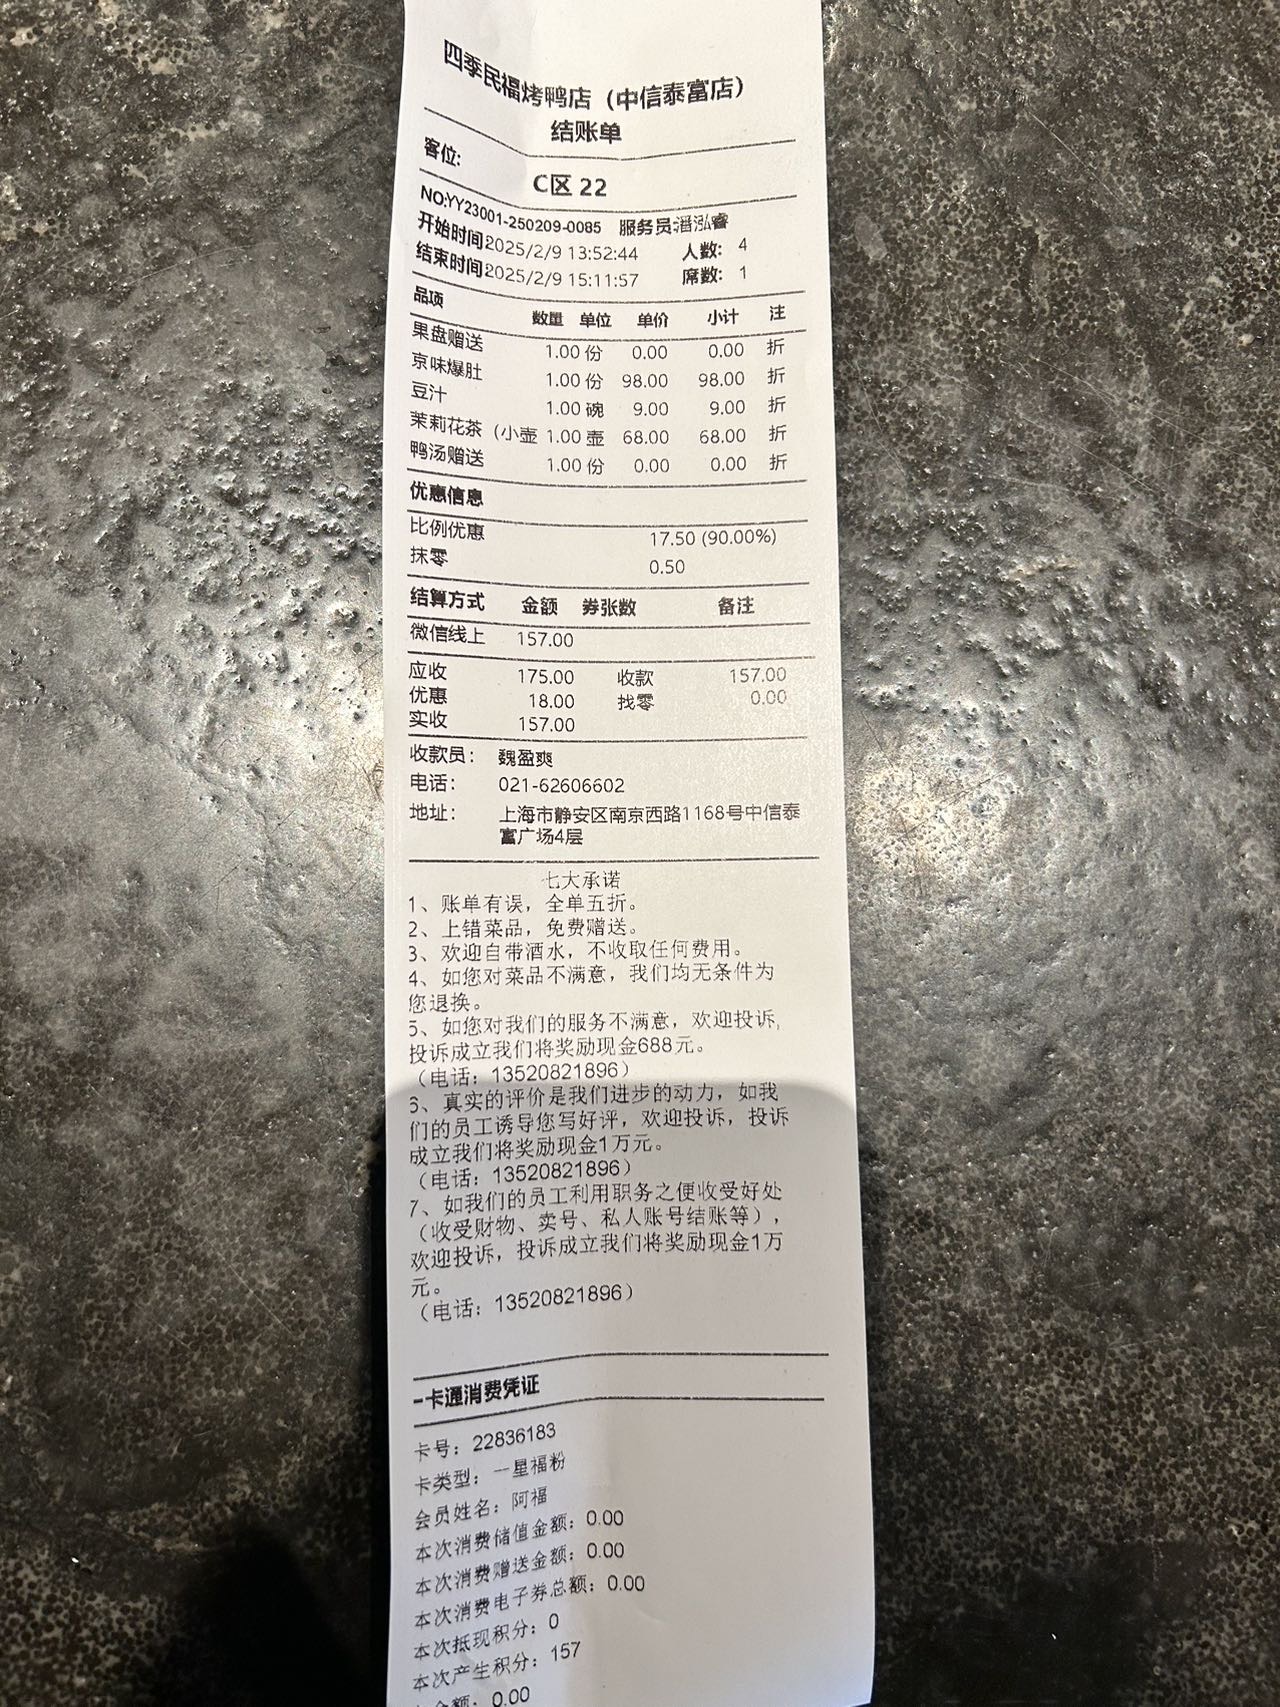 四季民福烤鸭店（中信泰富店）
结账单
客位:
C区 22
NO:YY23001-250209-0085 服务员:潘泓睿
开始时间2025/2/9 13:52:44 人数: 4
结束时间2025/2/9 15:11:57 席数: 1
品项 数量 单位 单价 小计 注
果盘赠送 1.00 份 0.00 0.00 折
京味爆肚 1.00 份 98.00 98.00 折
豆汁 1.00 碗 9.00 9.00 折
茉莉花茶（小壶 1.00 壶 68.00 68.00 折
鸭汤赠送 1.00 份 0.00 0.00 折
优惠信息
比例优惠 17.50 (90.00%)
抹零 0.50
结算方式 金额 券张数 备注
微信线上 157.00
应收 175.00 收款 157.00
优惠 18.00 找零 0.00
实收 157.00
收款员: 魏盈爽
电话: 021-62606602
地址: 上海市静安区南京西路1168号中信泰
富广场4层
七大承诺
1、账单有误，全单五折。
2、上错菜品，免费赠送。
3、欢迎自带酒水，不收取任何费用。
4、如您对菜品不满意，我们均无条件为
您退换。
5、如您对我们的服务不满意，欢迎投诉，
投诉成立我们将奖励现金688元。
（电话：13520821896）
6、真实的评价是我们进步的动力，如我
们的员工诱导您写好评，欢迎投诉，投诉
成立我们将奖励现金1万元。
（电话：13520821896）
7、如我们的员工利用职务之便收受好处
（收受财物、卖号、私人账号结账等），
欢迎投诉，投诉成立我们将奖励现金1万
元。
（电话：13520821896）
一卡通消费凭证
卡号：22836183
卡类型：一星福粉
会员姓名：阿福
本次消费储值金额：0.00
本次消费赠送金额：0.00
本次消费电子券总额：0.00
本次抵现积分：0
本次产生积分：157
金额：0.00